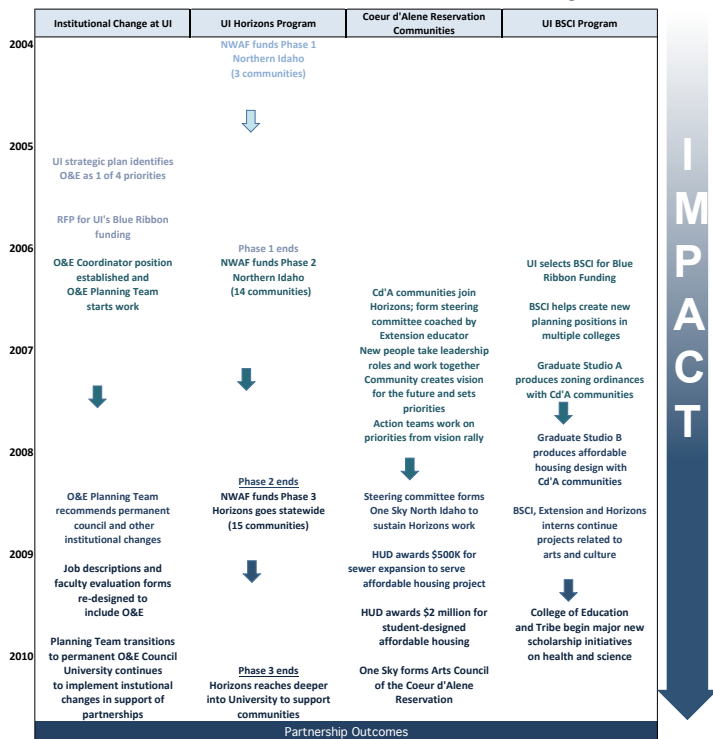 Institutional Change at UI
UI Horizons Program
Coeur d'Alene Reservation
Communities
UI BSCI Program
2004
2005
2006
2007
2008
2009
2010
UI strategic plan identifies
O&E as 1 of 4 priorities
RFP for UI's Blue Ribbon
funding
O&E Coordinator position
established and
O&E Planning Team
starts work
O&E Planning Team
recommends permanent
council and other
institutional changes
Job descriptions and
faculty evaluation forms
re-designed to
include O&E
Planning Team transitions
to permanent O&E Council
University continues
to implement instutional
changes in support of
partnerships
NWAF funds Phase 1
Northern Idaho
(3 communities)
Phase 1 ends
NWAF funds Phase 2
Northern Idaho
(14 communities)
Phase 2 ends
NWAF funds Phase 3
Horizons goes statewide
(15 communities)
Phase 3 ends
Horizons reaches deeper
into University to support
communities
Cd'A communities join
Horizons; form steering
committee coached by
Extension educator
New people take leadership
roles and work together
Community creates vision
for the future and sets
priorities
Action teams work on
priorities from vision rally
Steering committee forms
One Sky North Idaho to
sustain Horizons work
HUD awards $500K for
sewer expansion to serve
affordable housing project
HUD awards $2 million for
student-designed
affordable housing
One Sky forms Arts Council
of the Coeur d'Alene
Reservation
UI selects BSCI for Blue
Ribbon Funding
BSCI helps create new
planning positions in
multiple colleges
Graduate Studio A
produces zoning ordinances
with Cd'A communities
Graduate Studio B
produces affordable
housing design with
Cd'A communities
BSCI, Extension and Horizons
interns continue
projects related to
arts and culture
College of Education
and Tribe begin major new
scholarship initiatives
on health and science
IMPACT
Partnership Outcomes